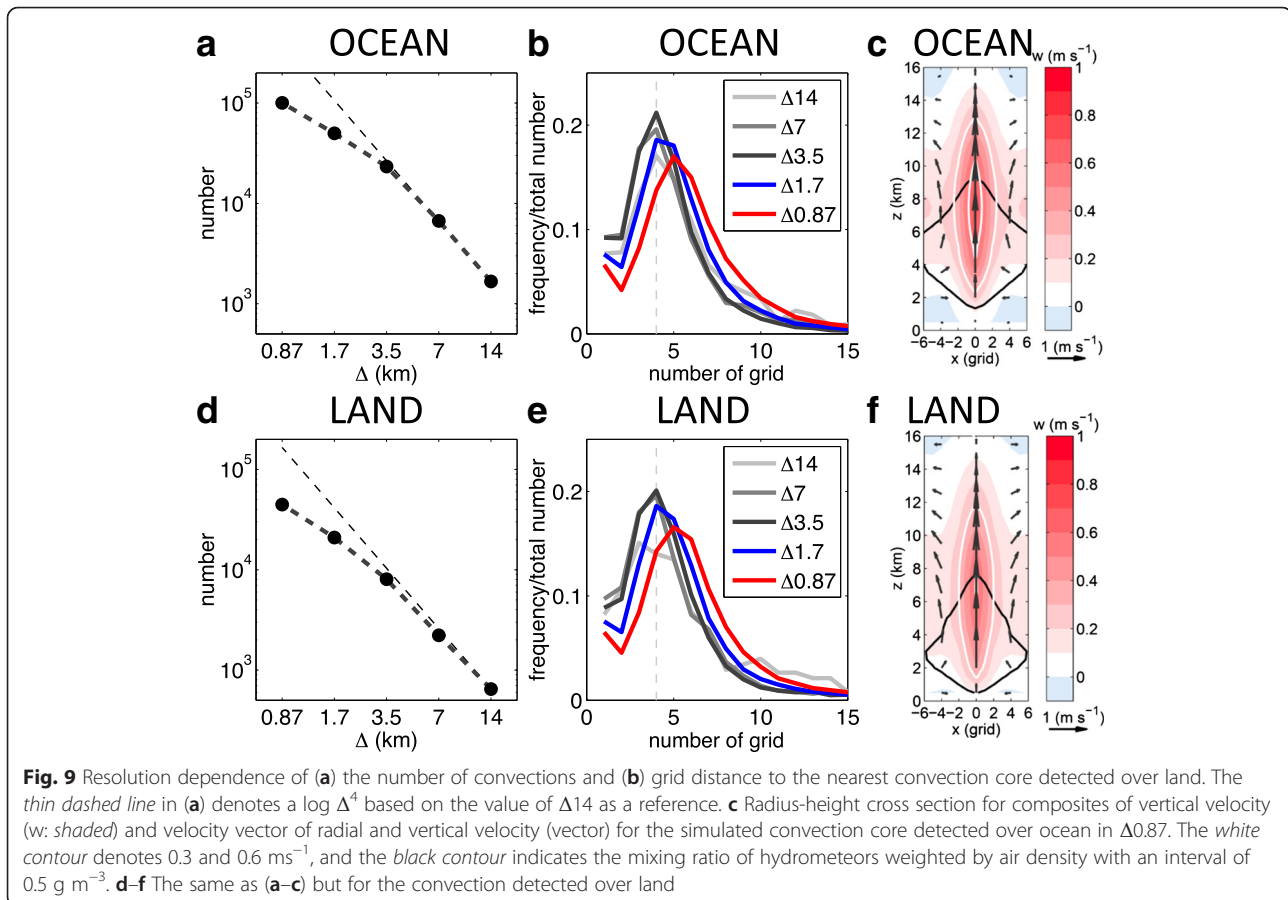 a OCEAN
number
10^5
10^4
10^3
0.87 1.7 3.5 7 14
Δ (km)
b OCEAN
frequency/total number
0.2
0.1
0
0 5 10 15
number of grid
Δ14
Δ7
Δ3.5
Δ1.7
Δ0.87
c OCEAN
w (m s⁻¹)
z (km)
16
14
12
10
8
6
4
2
0
−6 −4 −2 0 2 4 6
x (grid)
1
0.8
0.6
0.4
0.2
0
1 (m s⁻¹)
d LAND
number
10^5
10^4
10^3
0.87 1.7 3.5 7 14
Δ (km)
e LAND
frequency/total number
0.2
0.1
0
0 5 10 15
number of grid
Δ14
Δ7
Δ3.5
Δ1.7
Δ0.87
f LAND
w (m s⁻¹)
z (km)
16
14
12
10
8
6
4
2
0
−6 −4 −2 0 2 4 6
x (grid)
1
0.8
0.6
0.4
0.2
0
1 (m s⁻¹)
Fig. 9 Resolution dependence of (a) the number of convections and (b) grid distance to the nearest convection core detected over land. The
thin dashed line in (a) denotes a log Δ⁴ based on the value of Δ14 as a reference. c Radius-height cross section for composites of vertical velocity
(w: shaded) and velocity vector of radial and vertical velocity (vector) for the simulated convection core detected over ocean in Δ0.87. The white
contour denotes 0.3 and 0.6 ms⁻¹, and the black contour indicates the mixing ratio of hydrometeors weighted by air density with an interval of
0.5 g m⁻³. d–f The same as (a–c) but for the convection detected over land